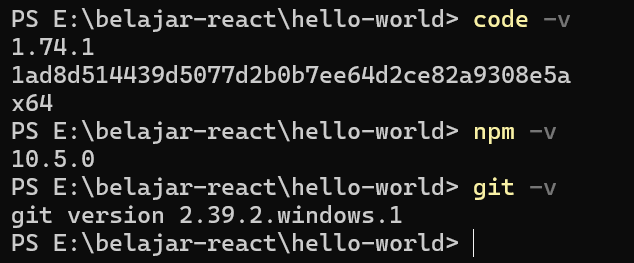 PS E:\belajar-react\hello-world> code -v
1.74.1
1ad8d514439d5077d2b0b7ee64d2ce82a9308e5a
x64
PS E:\belajar-react\hello-world> npm -v
10.5.0
PS E:\belajar-react\hello-world> git -v
git version 2.39.2.windows.1
PS E:\belajar-react\hello-world>